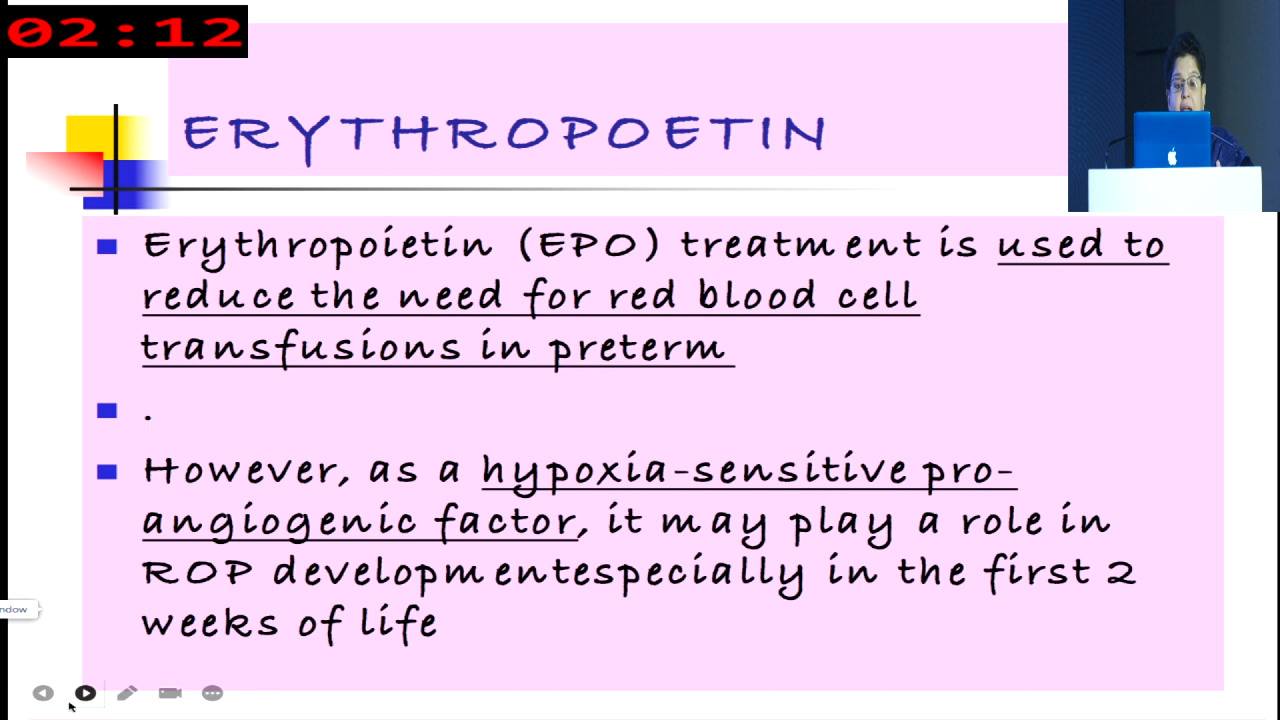 02:12
ERYTHROPOETIN
Erythropoietin (EPO) treatment is used to
reduce the need for red blood cell
transfusions in preterm
.
However, as a hypoxia-sensitive pro-
angiogenic factor, it may play a role in
ROP developmentespecially in the first 2
weeks of life
ndow